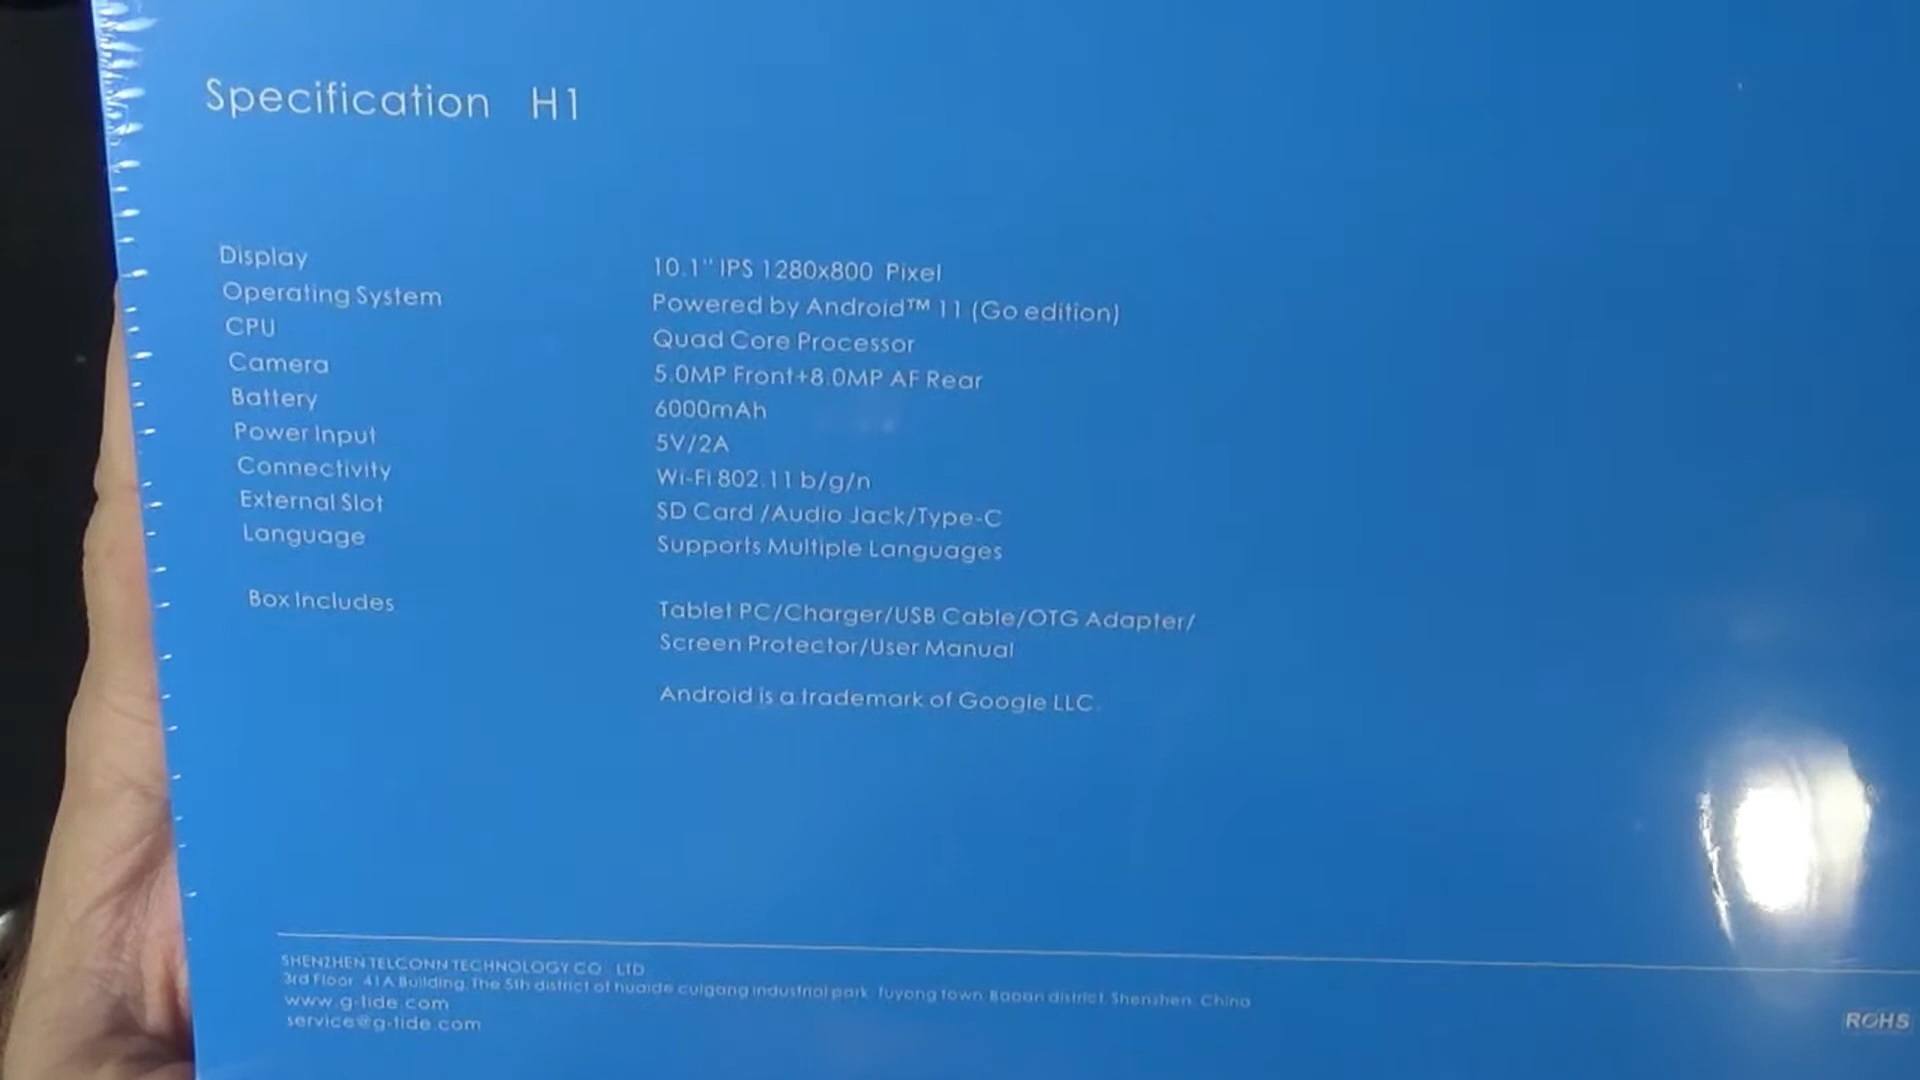 Specification H1
Display 10.1" IPS 1280x800 Pixel
Operating System Powered by Android™ 11 (Go edition)
CPU Quad Core Processor
Camera 5.0MP Front+8.0MP AF Rear
Battery 6000mAh
Power Input 5V/2A
Connectivity Wi-Fi 802.11 b/g/n
External Slot SD Card /Audio Jack/Type-C
Language Supports Multiple Languages
Box Includes Tablet PC/Charger/USB Cable/OTG Adapter/
Screen Protector/User Manual
Android is a trademark of Google LLC.
SHENZHEN TELCONN TECHNOLOGY CO LTD
3rd Floor 41A Building, The 5th district of huaide cuigang industrial park fuyong town Baoan district, Shenzhen China
www.g-tide.com
service@g-tide.com
ROHS